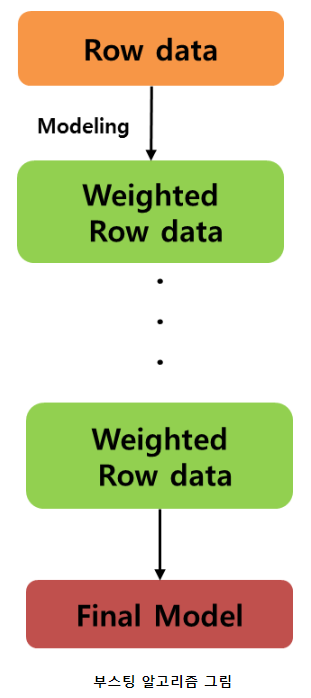 Row data
Modeling
Weighted
Row data
Weighted
Row data
Final Model
부스팅 알고리즘 그림